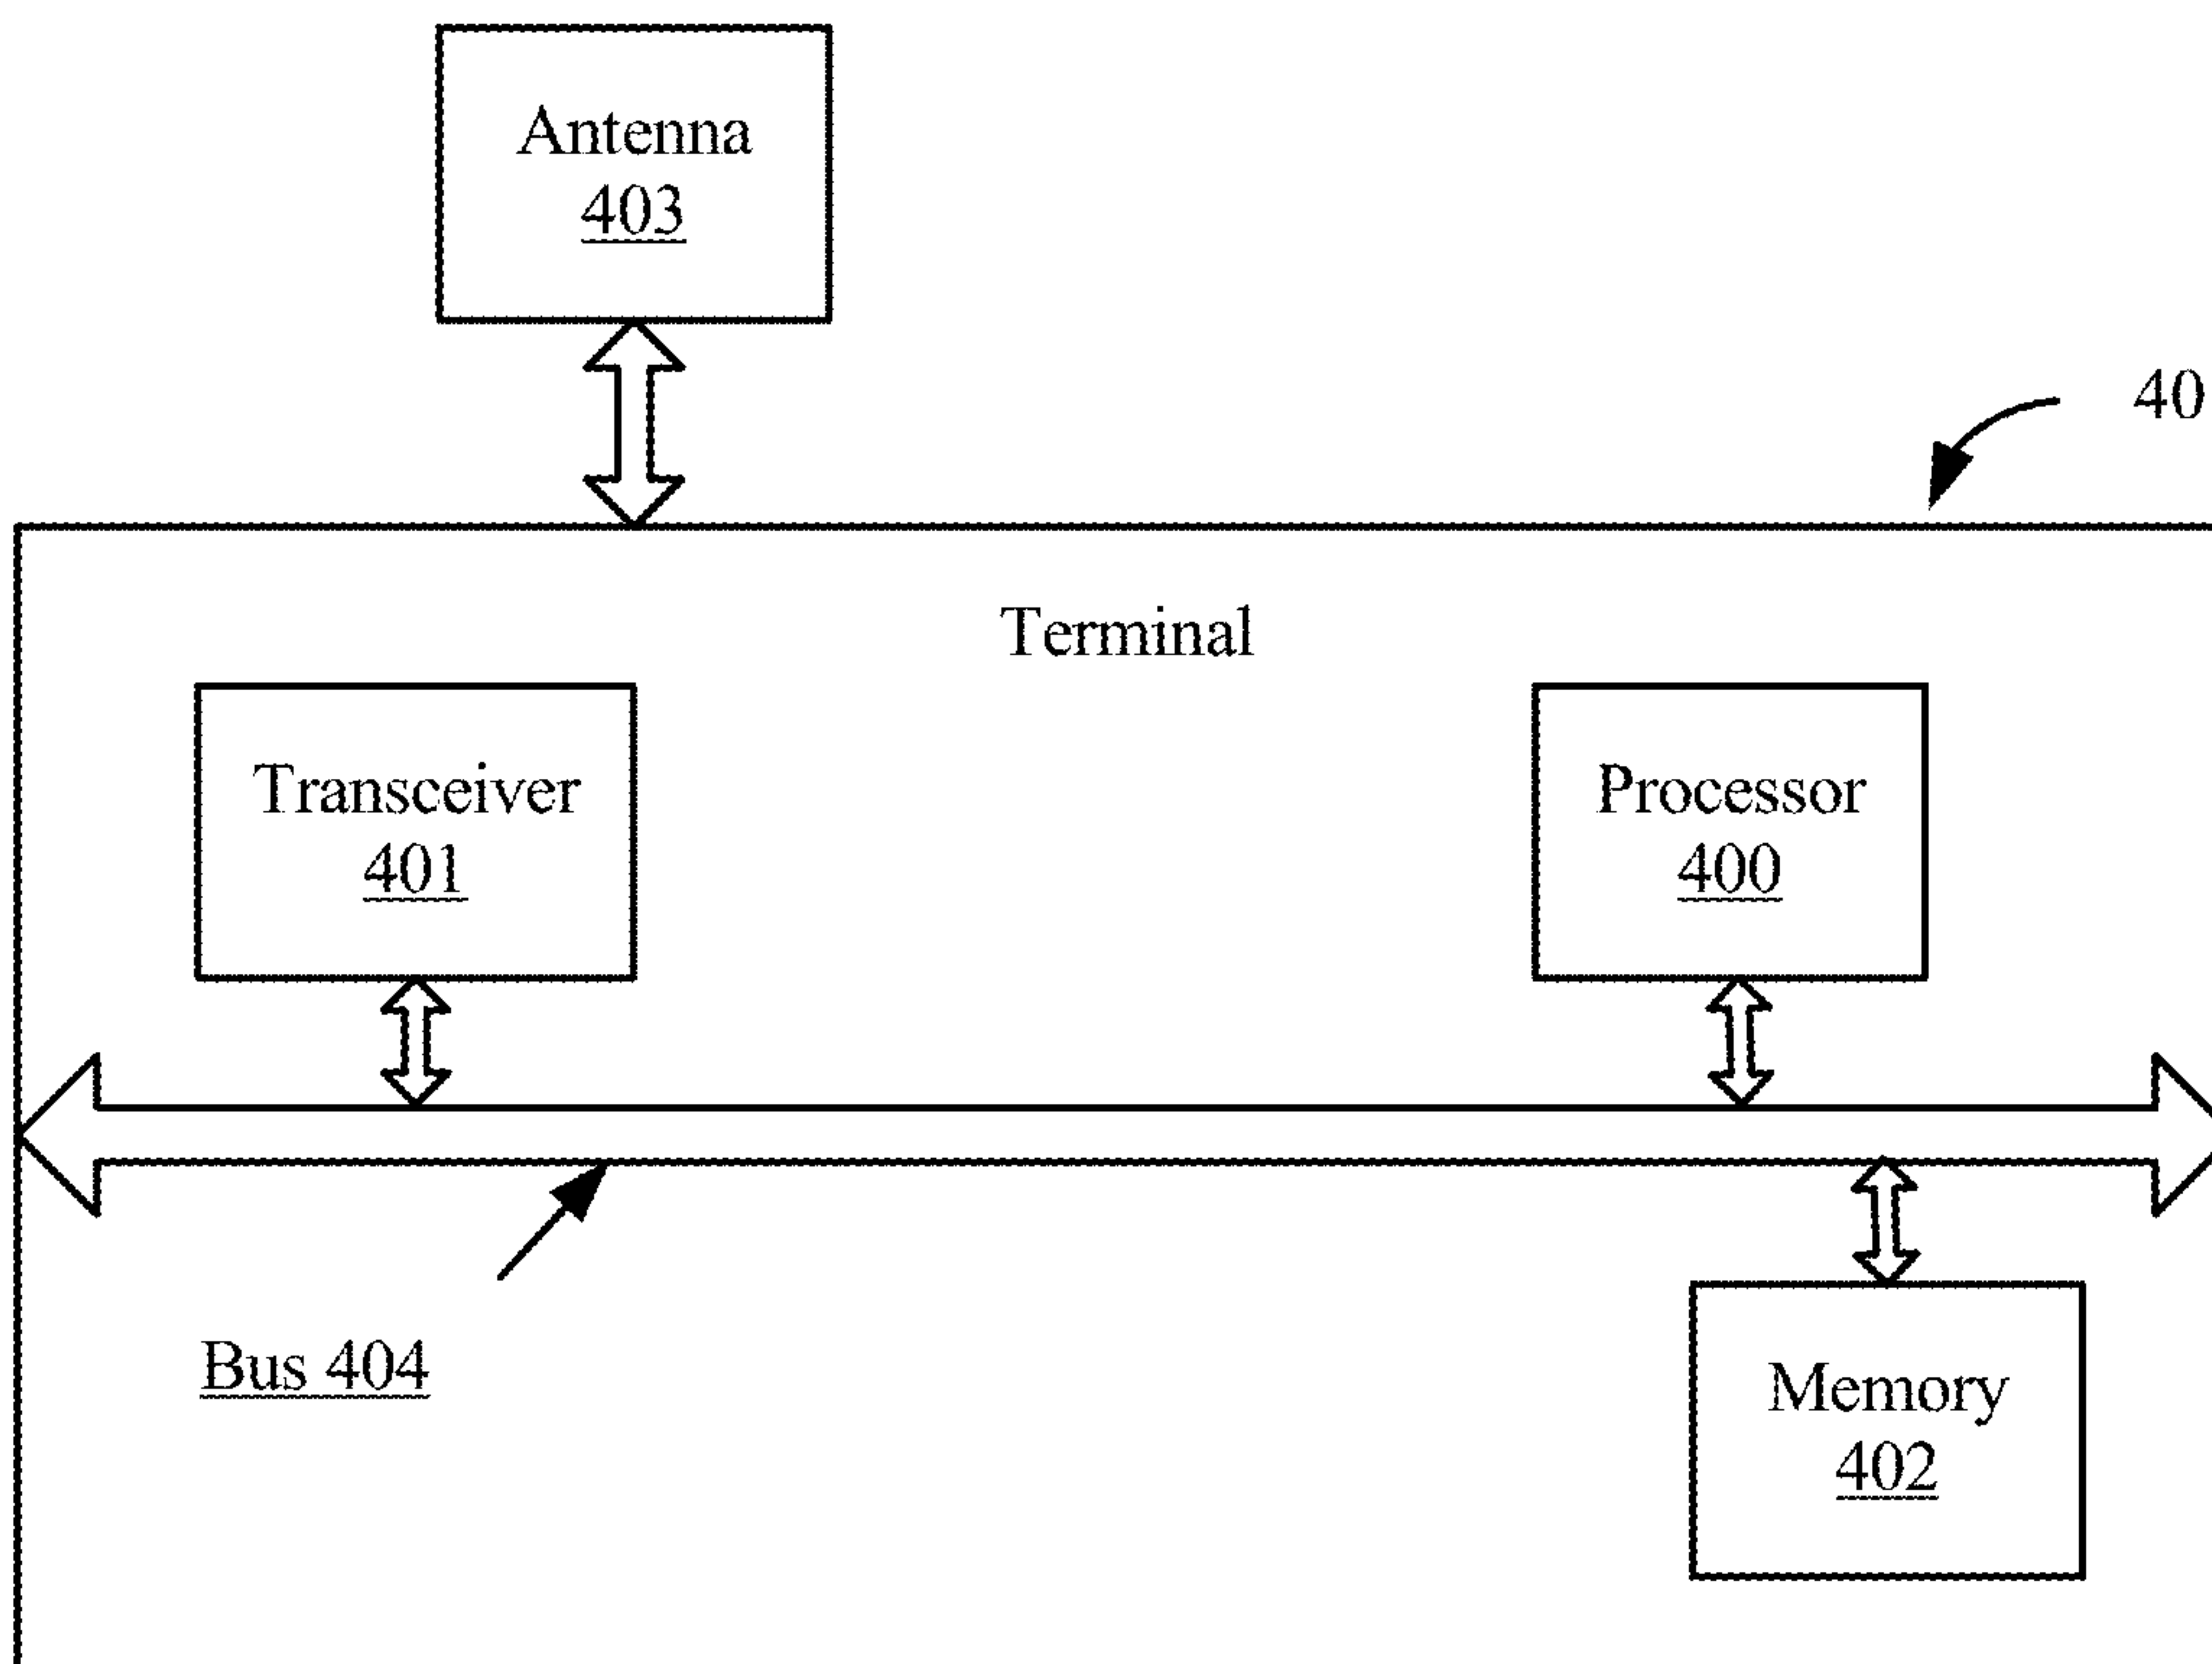 Antenna
403
40
Terminal
Transceiver
401
Processor
400
Bus 404
Memory
402